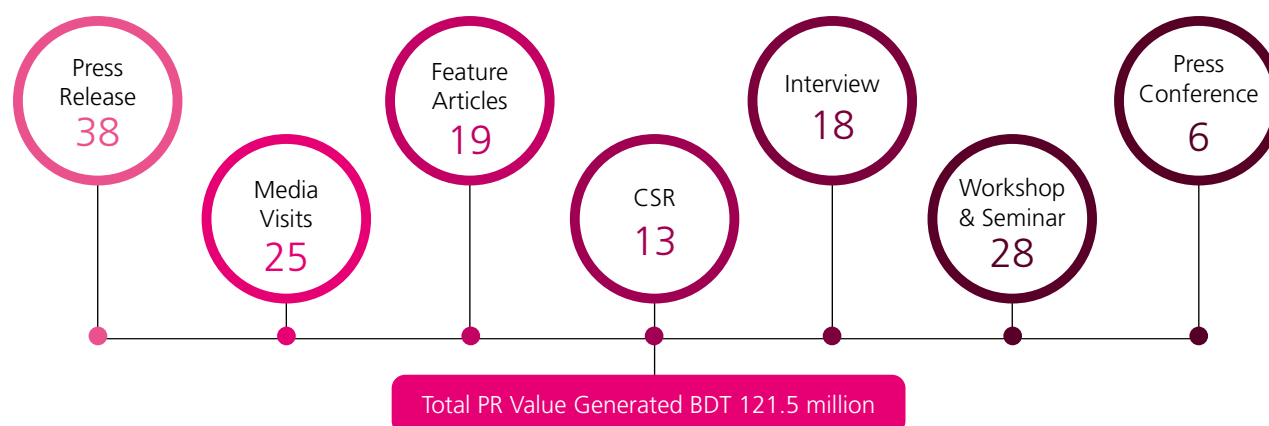 Press
Release
38
Media
Visits
25
Feature
Articles
19
CSR
13
Interview
18
Workshop
& Seminar
28
Press
Conference
6
Total PR Value Generated BDT 121.5 million